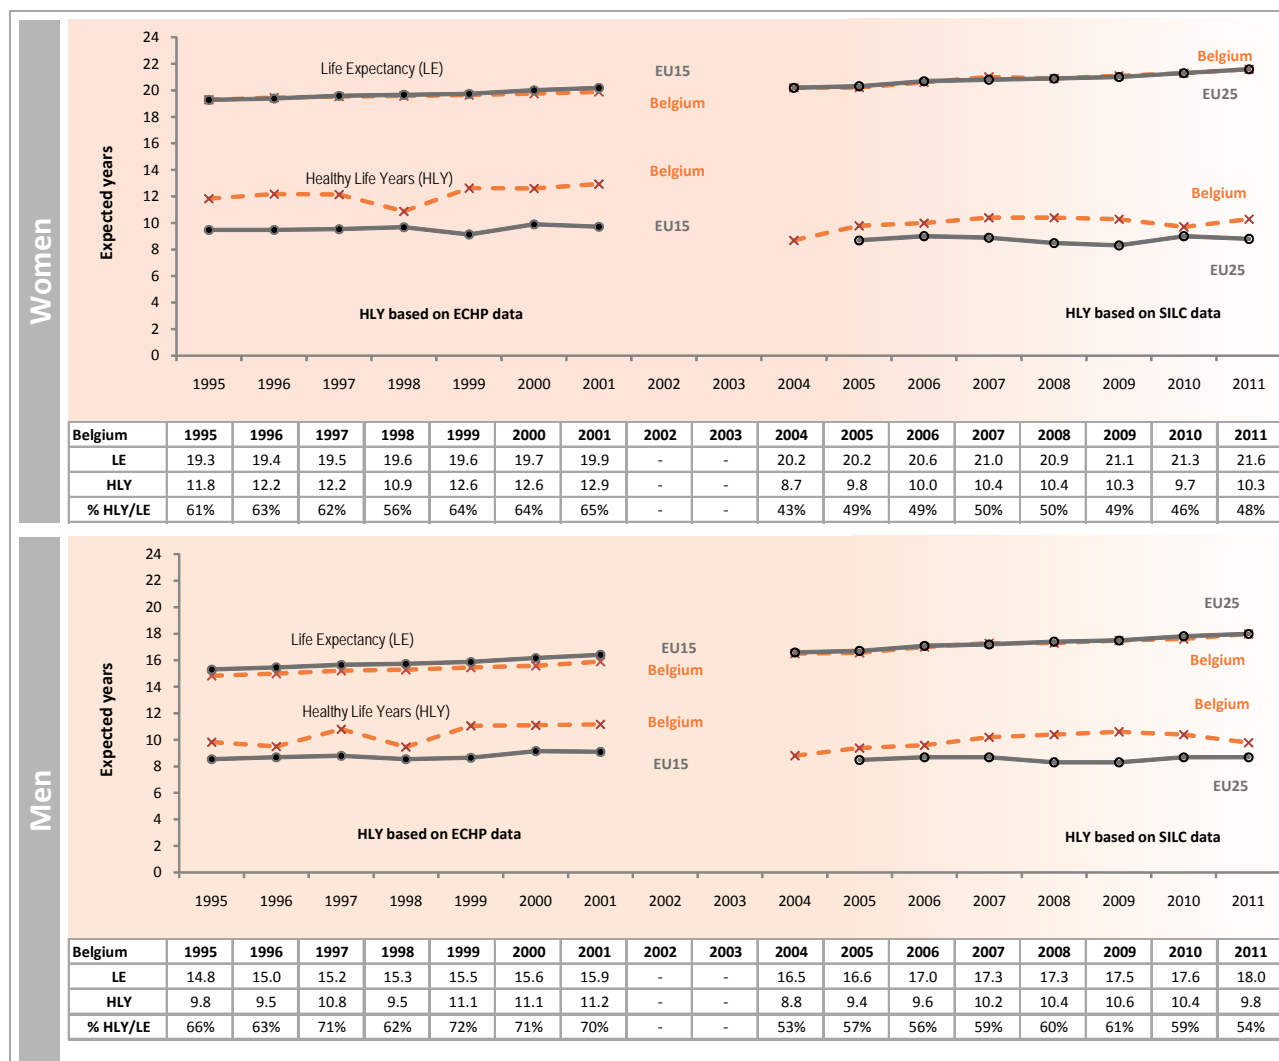 Women
Expected years
24
22
20
18
16
14
12
10
8
6
4
2
0
Life Expectancy (LE)
EU15
Belgium
Belgium
EU25
Healthy Life Years (HLY)
Belgium
EU15
Belgium
EU25
HLY based on ECHP data
HLY based on SILC data
1995 1996 1997 1998 1999 2000 2001 2002 2003 2004 2005 2006 2007 2008 2009 2010 2011
Belgium 1995 1996 1997 1998 1999 2000 2001 2002 2003 2004 2005 2006 2007 2008 2009 2010 2011
LE 19.3 19.4 19.5 19.6 19.6 19.7 19.9 - - 20.2 20.2 20.6 21.0 20.9 21.1 21.3 21.6
HLY 11.8 12.2 12.2 10.9 12.6 12.6 12.9 - - 8.7 9.8 10.0 10.4 10.4 10.3 9.7 10.3
% HLY/LE 61% 63% 62% 56% 64% 64% 65% - - 43% 49% 49% 50% 50% 49% 46% 48%
Men
Expected years
24
22
20
18
16
14
12
10
8
6
4
2
0
Life Expectancy (LE)
EU15
Belgium
EU25
Belgium
Healthy Life Years (HLY)
Belgium
EU15
Belgium
EU25
HLY based on ECHP data
HLY based on SILC data
1995 1996 1997 1998 1999 2000 2001 2002 2003 2004 2005 2006 2007 2008 2009 2010 2011
Belgium 1995 1996 1997 1998 1999 2000 2001 2002 2003 2004 2005 2006 2007 2008 2009 2010 2011
LE 14.8 15.0 15.2 15.3 15.5 15.6 15.9 - - 16.5 16.6 17.0 17.3 17.3 17.5 17.6 18.0
HLY 9.8 9.5 10.8 9.5 11.1 11.1 11.2 - - 8.8 9.4 9.6 10.2 10.4 10.6 10.4 9.8
% HLY/LE 66% 63% 71% 62% 72% 71% 70% - - 53% 57% 56% 59% 60% 61% 59% 54%